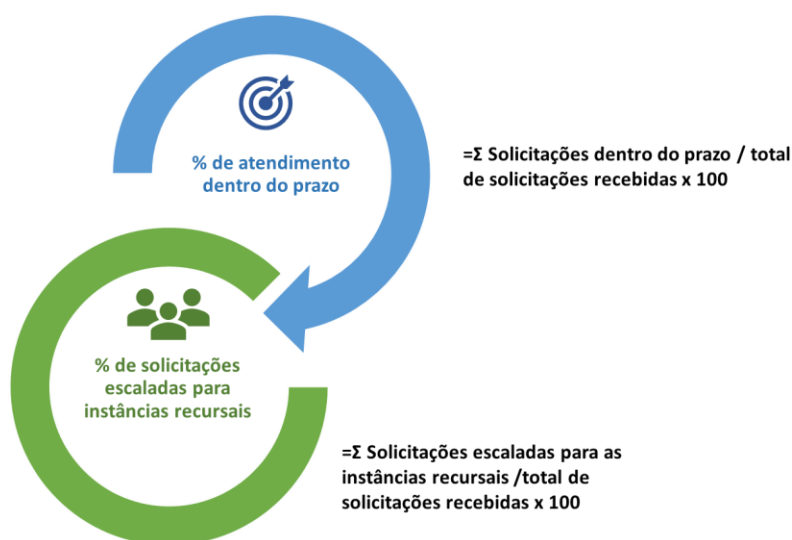 % de atendimento
dentro do prazo
=Σ Solicitações dentro do prazo / total
de solicitações recebidas x 100
% de solicitações
escaladas para
instâncias recursais
=Σ Solicitações escaladas para as
instâncias recursais /total de
solicitações recebidas x 100